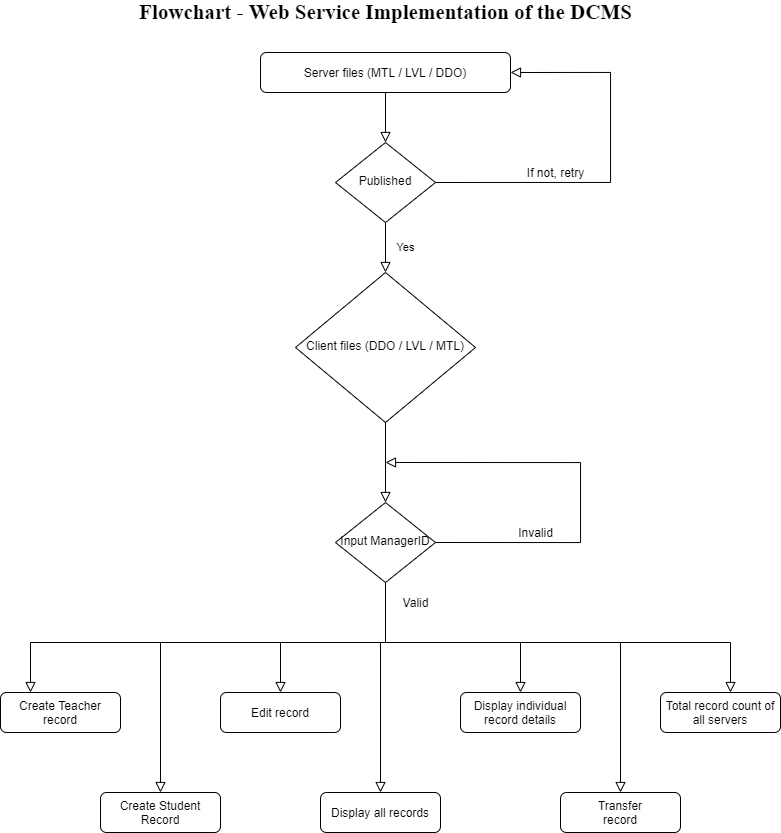 Flowchart - Web Service Implementation of the DCMS
Server files (MTL / LVL / DDO)
Published
If not, retry
Yes
Client files (DDO / LVL / MTL)
Input ManagerID
Invalid
Valid
Create Teacher
record
Edit record
Display individual
record details
Total record count of
all servers
Create Student
Record
Display all records
Transfer
record